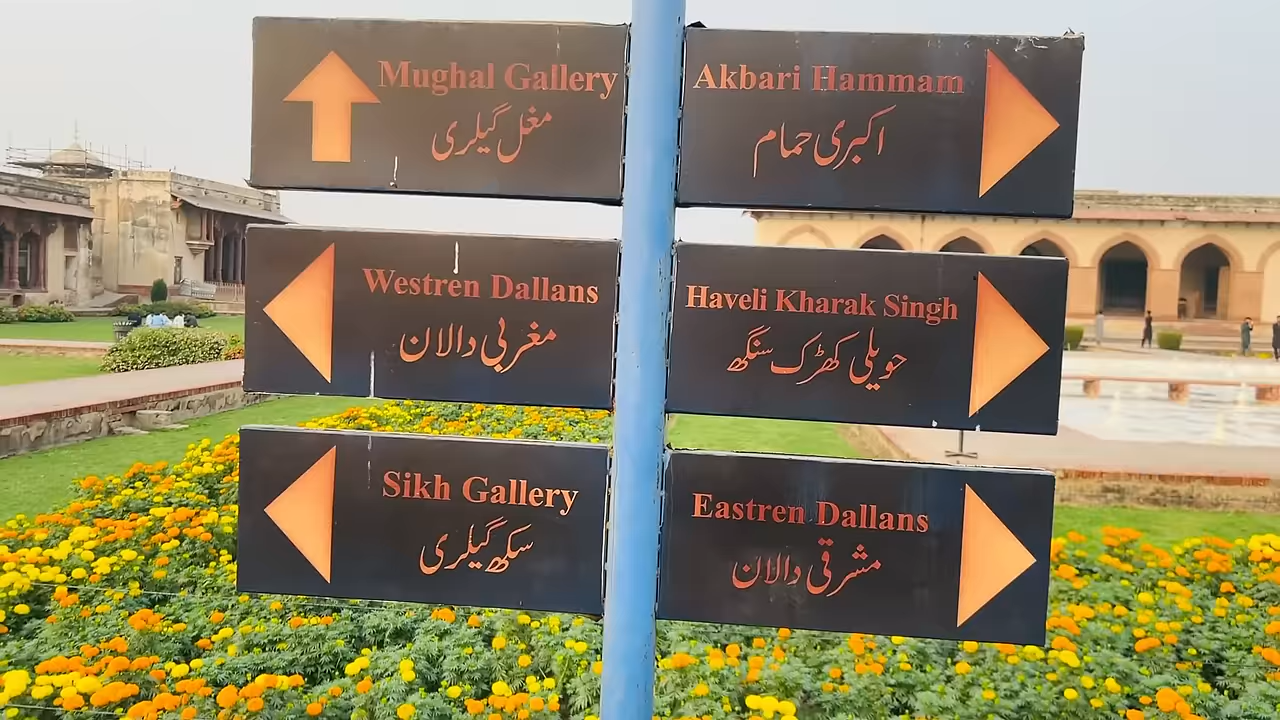 Mughal Gallery
مغل گیلری
Akbari Hammam
اکبری حمام
Westren Dallans
مغربی دالان
Haveli Kharak Singh
حویلی کھڑک سنگھ
Sikh Gallery
سکھ گیلری
Eastren Dallans
مشرقی دالان